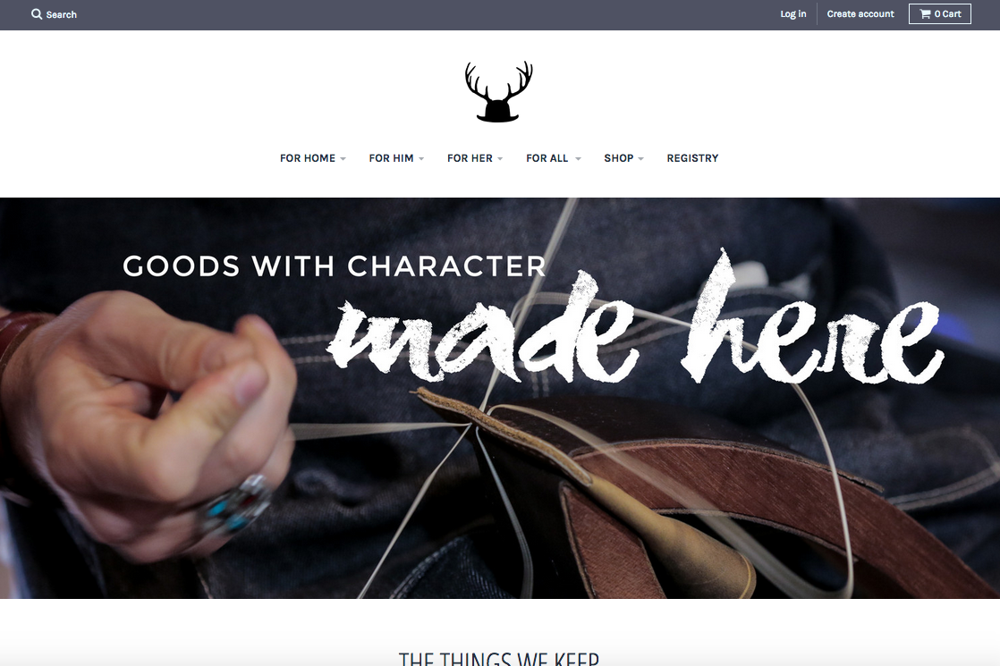 Search
Log in
Create account
0 Cart
FOR HOME
FOR HIM
FOR HER
FOR ALL
SHOP
REGISTRY
GOODS WITH CHARACTER
made here
THE THINGS WE KEEP